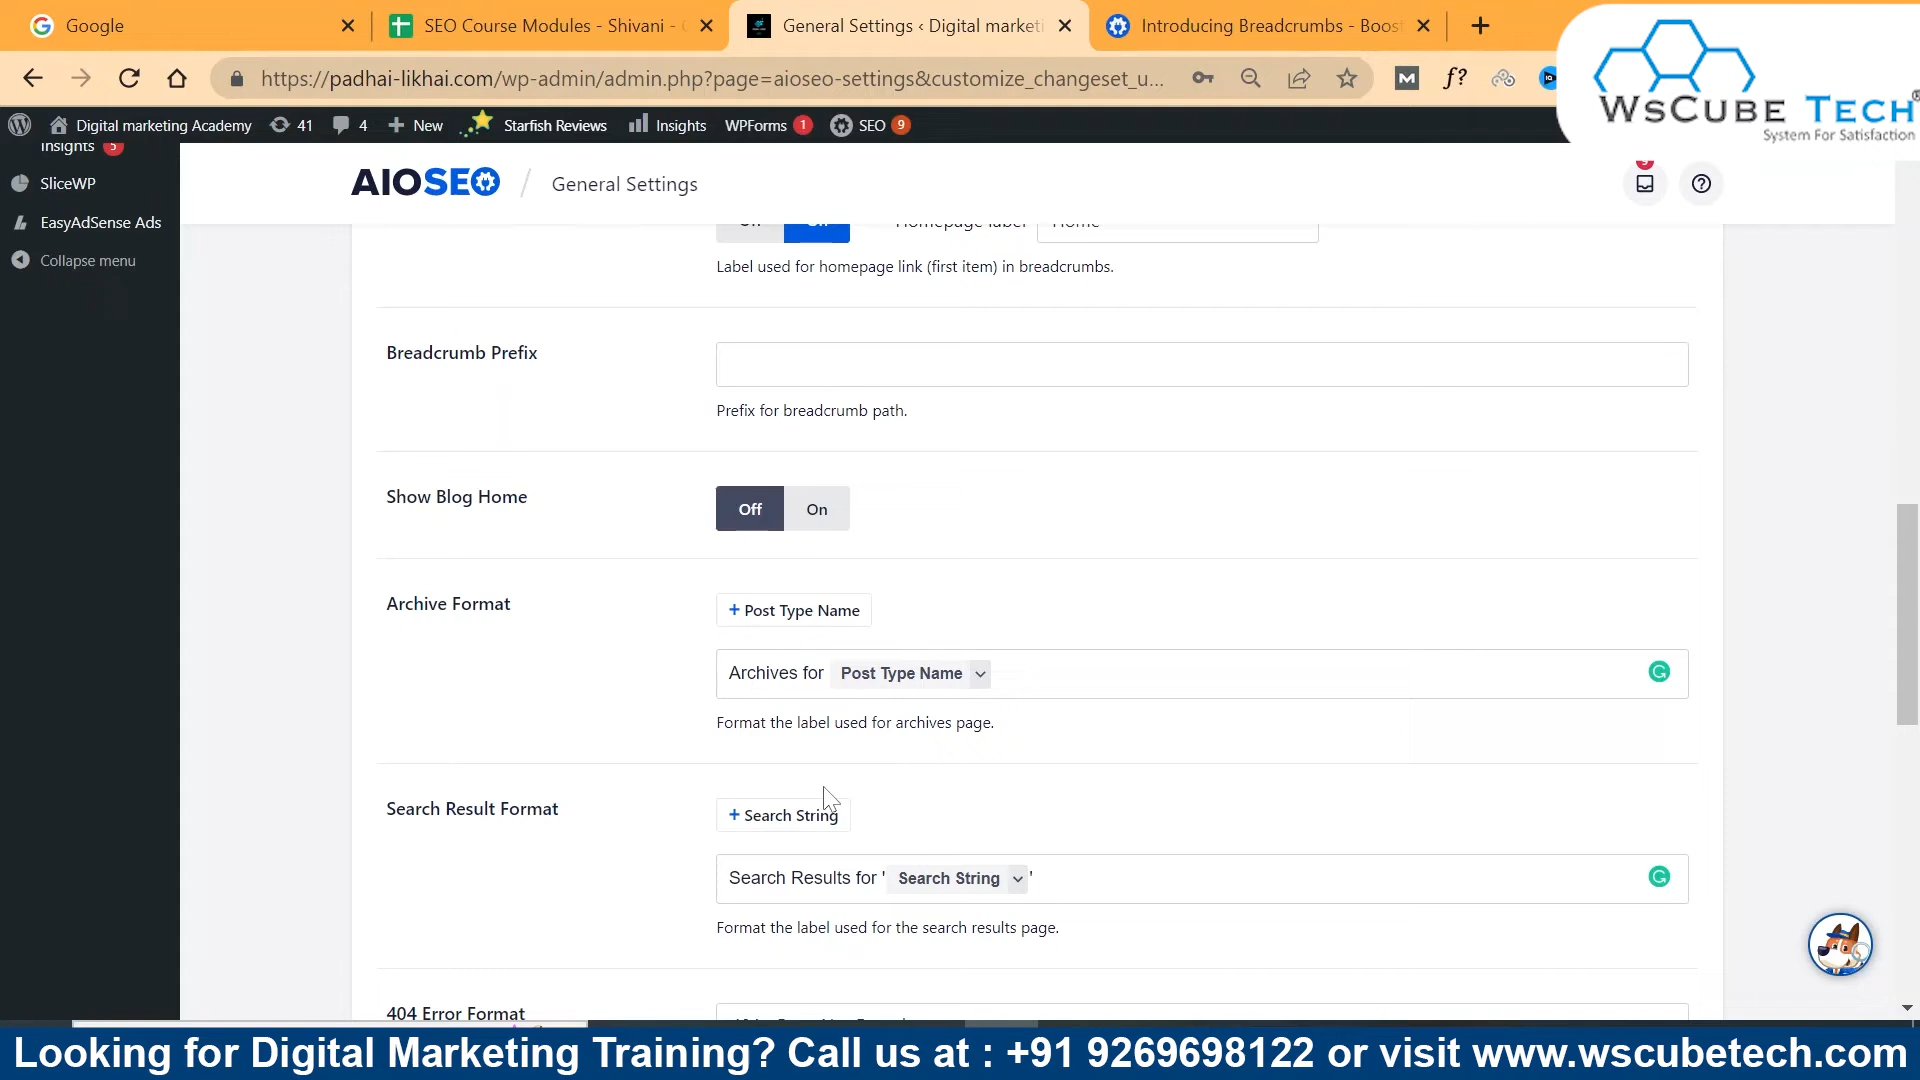 Google
SEO Course Modules - Shivani -
General Settings ‹ Digital marketi
Introducing Breadcrumbs - Boos
https://padhai-likhai.com/wp-admin/admin.php?page=aioseo-settings&customize_changeset_u...
WsCube Tech®
System For Satisfaction
Digital marketing Academy 41 4 New Starfish Reviews Insights WPForms 1 SEO 9
Insights 5
SliceWP
EasyAdSense Ads
Collapse menu
AIOSEO / General Settings
Homepage label Home
Label used for homepage link (first item) in breadcrumbs.
Breadcrumb Prefix
Prefix for breadcrumb path.
Show Blog Home
Off On
Archive Format
+ Post Type Name
Archives for Post Type Name
Format the label used for archives page.
Search Result Format
+ Search String
Search Results for ' Search String '
Format the label used for the search results page.
404 Error Format
Looking for Digital Marketing Training? Call us at : +91 9269698122 or visit www.wscubetech.com